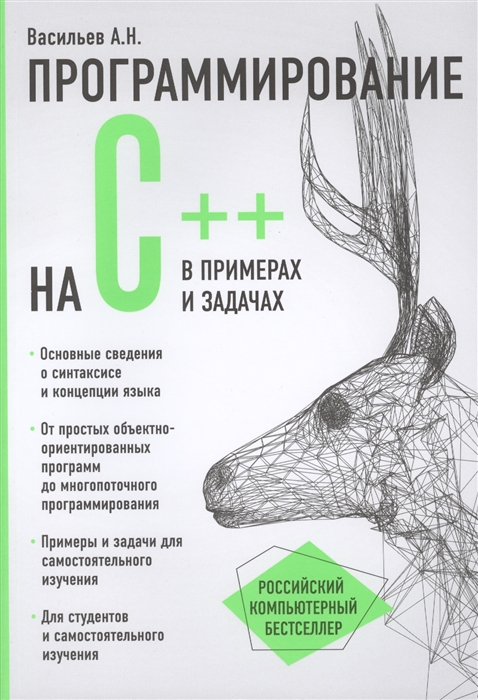 Васильев А.Н.
ПРОГРАММИРОВАНИЕ
НА C ++
В ПРИМЕРАХ
И ЗАДАЧАХ
• Основные сведения
о синтаксисе
и концепции языка
• От простых объектно-
ориентированных
программ
до многопоточного
программирования
• Примеры и задачи для
самостоятельного
изучения
• Для студентов
и самостоятельного
изучения
РОССИЙСКИЙ
КОМПЬЮТЕРНЫЙ
БЕСТСЕЛЛЕР